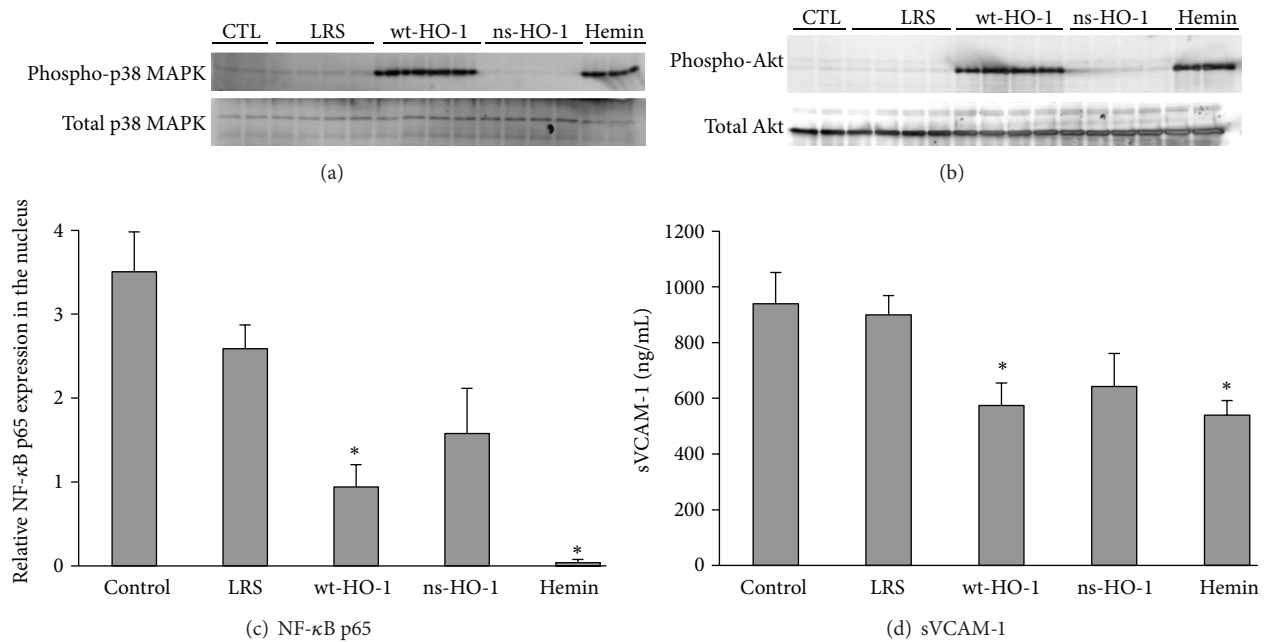 CTL LRS wt-HO-1 ns-HO-1 Hemin
Phospho-p38 MAPK
Total p38 MAPK
(a)
CTL LRS wt-HO-1 ns-HO-1 Hemin
Phospho-Akt
Total Akt
(b)
Relative NF-κB p65 expression in the nucleus
4
3
2
1
0
*
*
Control LRS wt-HO-1 ns-HO-1 Hemin
(c) NF-κB p65
sVCAM-1 (ng/mL)
1200
1000
800
600
400
200
0
*
*
Control LRS wt-HO-1 ns-HO-1 Hemin
(d) sVCAM-1